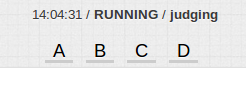 14:04:31 / RUNNING / judging
A B C D